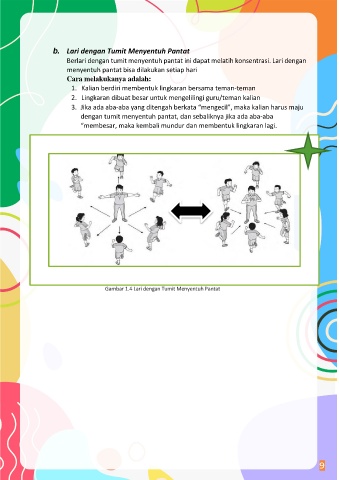 b. Lari dengan Tumit Menyentuh Pantat
Berlari dengan tumit menyentuh pantat ini dapat melatih konsentrasi. Lari dengan
menyentuh pantat bisa dilakukan setiap hari
Cara melakukanya adalah:
1. Kalian berdiri membentuk lingkaran bersama teman-teman
2. Lingkaran dibuat besar untuk mengelilingi guru/teman kalian
3. Jika ada aba-aba yang ditengah berkata "mengecil", maka kalian harus maju
dengan tumit menyentuh pantat, dan sebaliknya jika ada aba-aba
"membesar, maka kembali mundur dan membentuk lingkaran lagi.
Gambar 1.4 Lari dengan Tumit Menyentuh Pantat
9